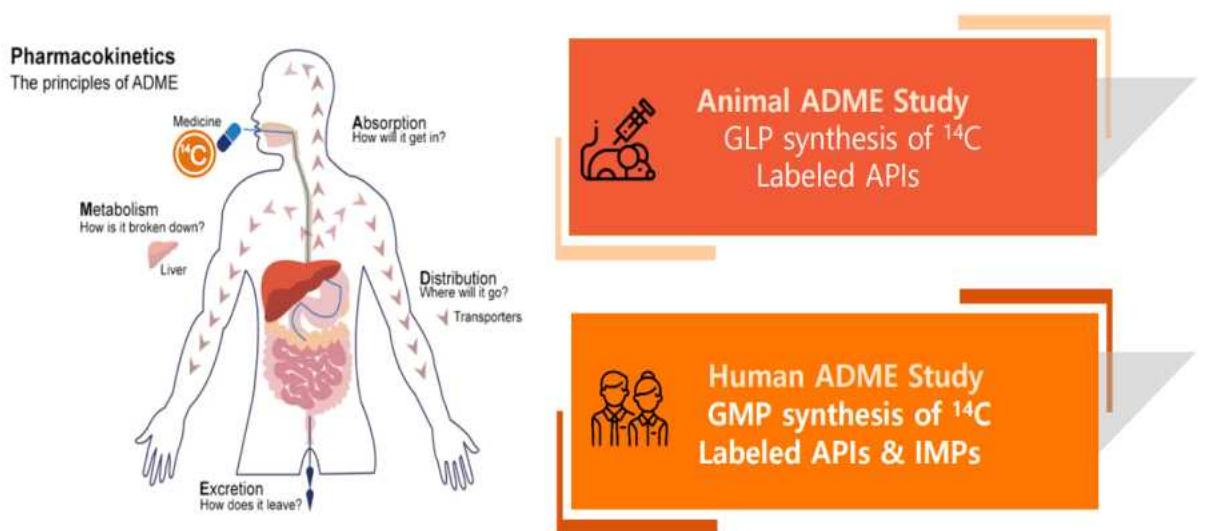 Pharmacokinetics
The principles of ADME
Medicine
¹⁴C
Absorption
How will it get in?
Metabolism
How is it broken down?
Liver
Distribution
Where will it go?
Transporters
Excretion
How does it leave?
Animal ADME Study
GLP synthesis of ¹⁴C
Labeled APIs
Human ADME Study
GMP synthesis of ¹⁴C
Labeled APIs & IMPs